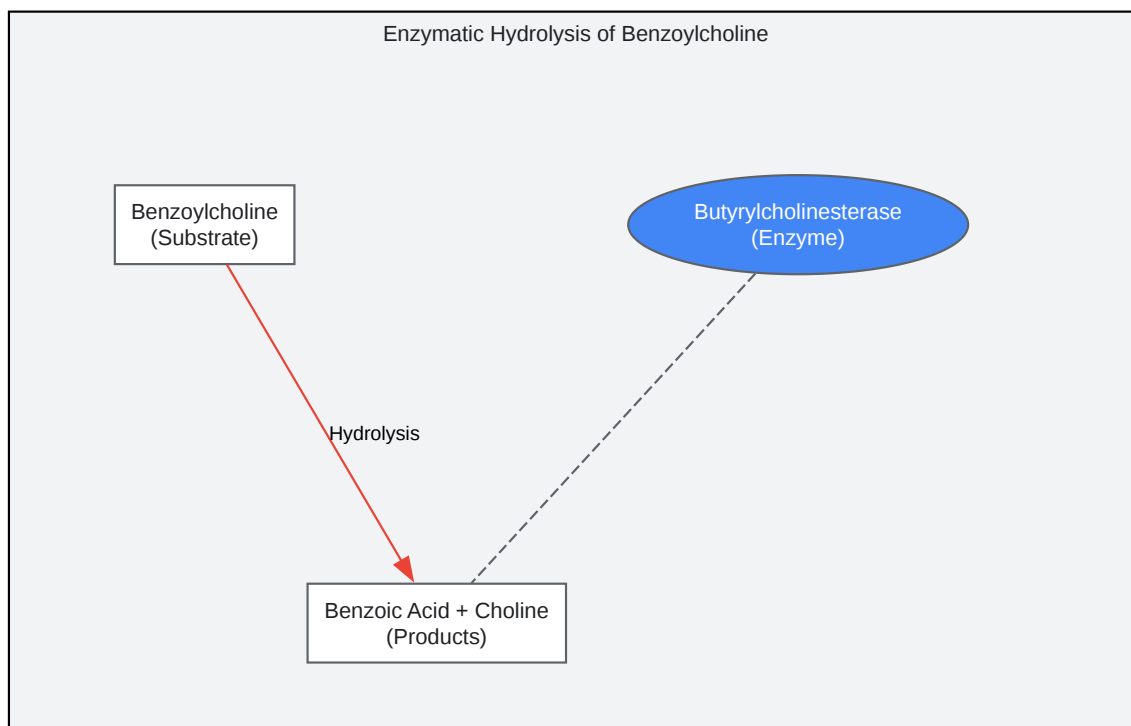 Enzymatic Hydrolysis of Benzoylcholine
Benzoylcholine
(Substrate)
Butyrylcholinesterase
(Enzyme)
Hydrolysis
Benzoic Acid + Choline
(Products)